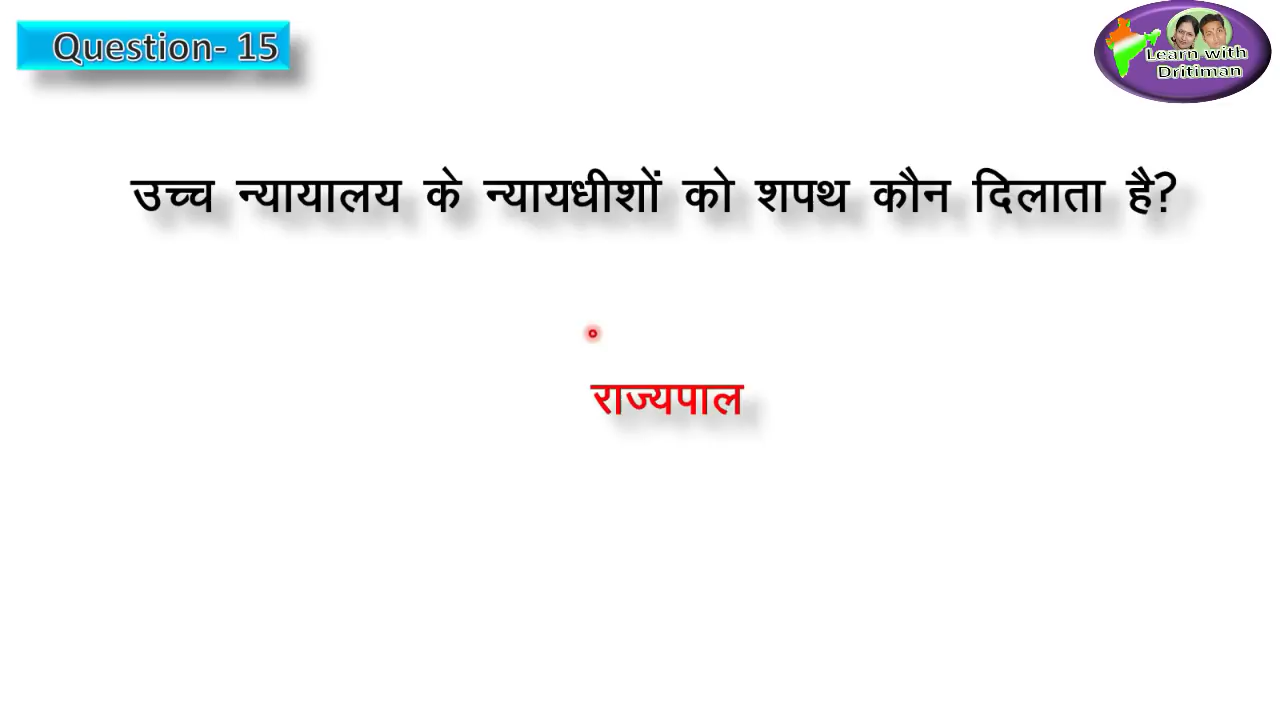 Question- 15
Learn with
Dritiman
उच्च न्यायालय के न्यायधीशों को शपथ कौन दिलाता है?
राज्यपाल